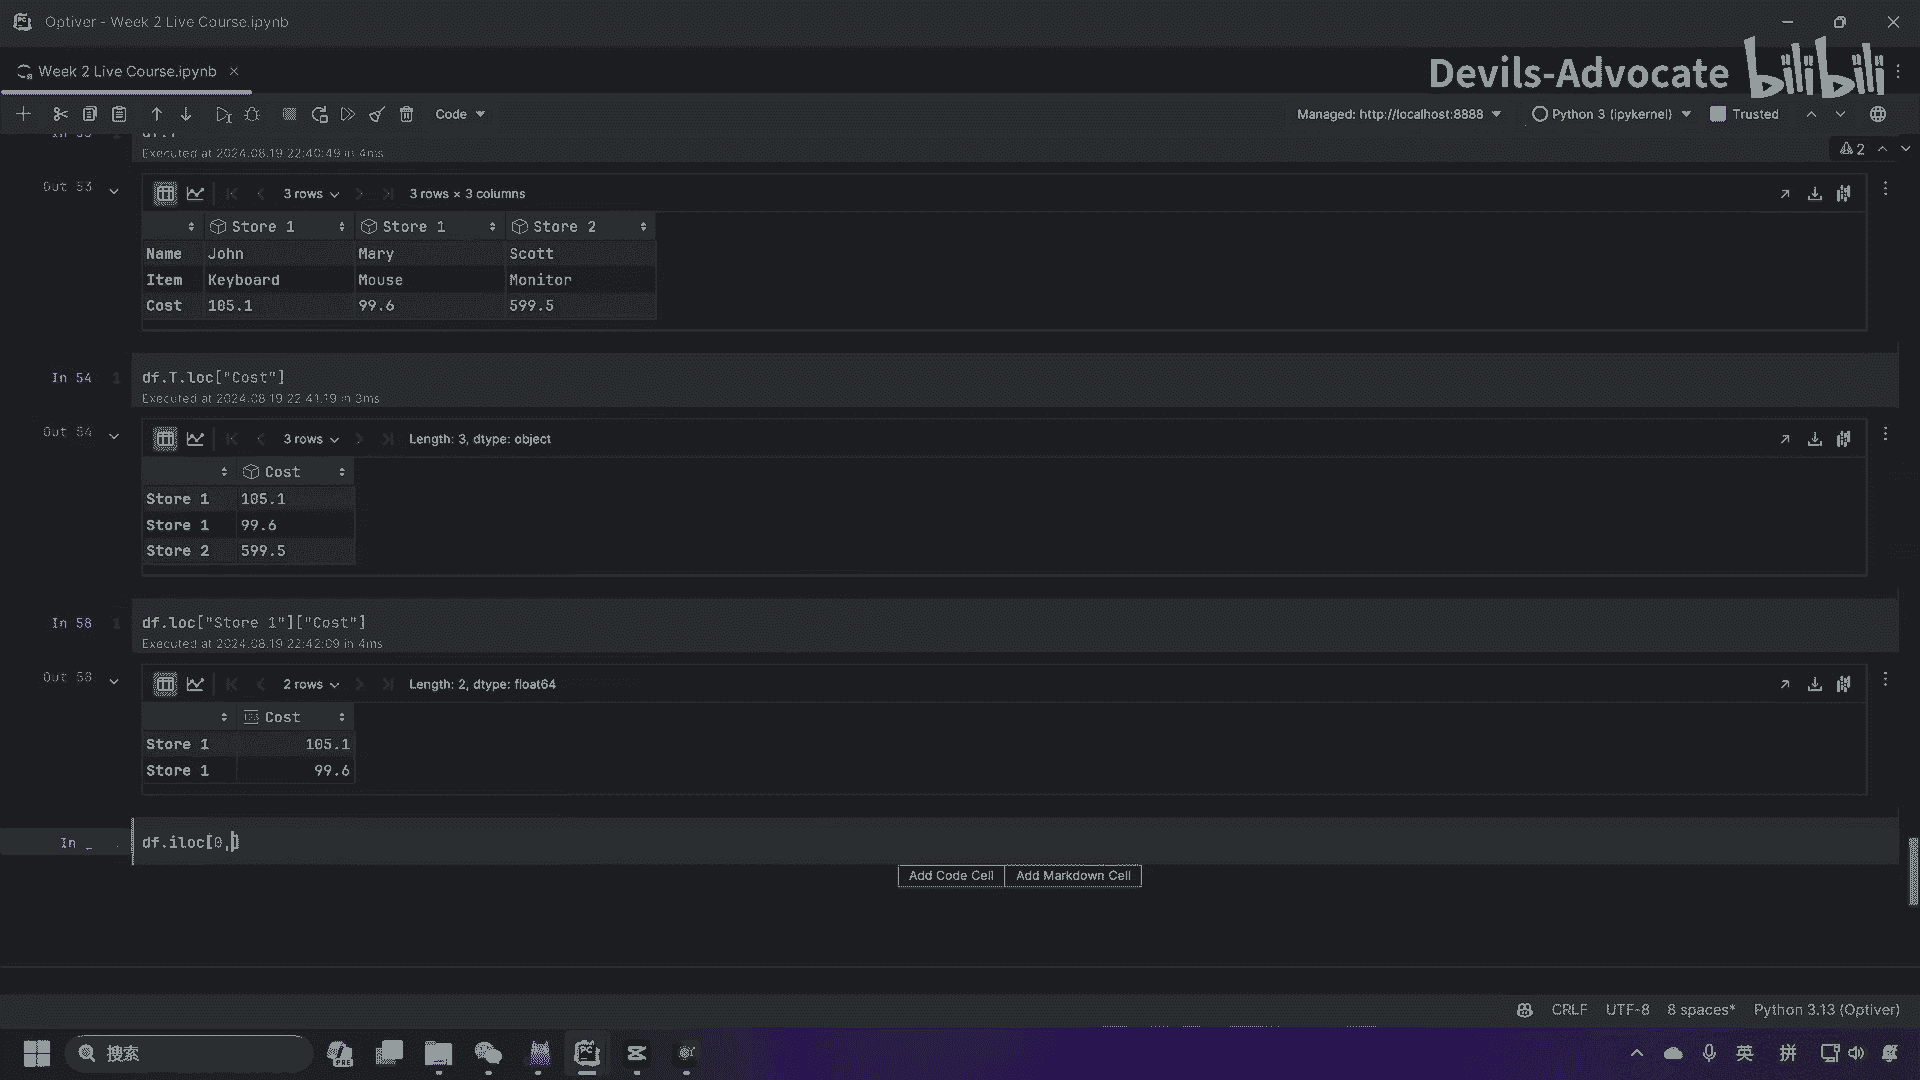 Optiver - Week 2 Live Course.ipynb
Week 2 Live Course.ipynb
Devils-Advocate bilibili
Code
Managed: http://localhost:8888
Python 3 (ipykernel)
Trusted
Executed at 2024.08.19 22:40:49 in 4ms
2
Out 53
3 rows
3 rows × 3 columns
Store 1 Store 1 Store 2
Name John Mary Scott
Item Keyboard Mouse Monitor
Cost 105.1 99.6 599.5
In 54 1 df.T.loc["Cost"]
Executed at 2024.08.19 22:41:19 in 3ms
Out 54
3 rows
Length: 3, dtype: object
Cost
Store 1 105.1
Store 1 99.6
Store 2 599.5
In 58 1 df.loc["Store 1"]["Cost"]
Executed at 2024.08.19 22:42:09 in 4ms
Out 58
2 rows
Length: 2, dtype: float64
Cost
Store 1 105.1
Store 1 99.6
In _ df.iloc[0,]
Add Code Cell Add Markdown Cell
CRLF UTF-8 8 spaces* Python 3.13 (Optiver)
搜索
PRE
PC
英
拼